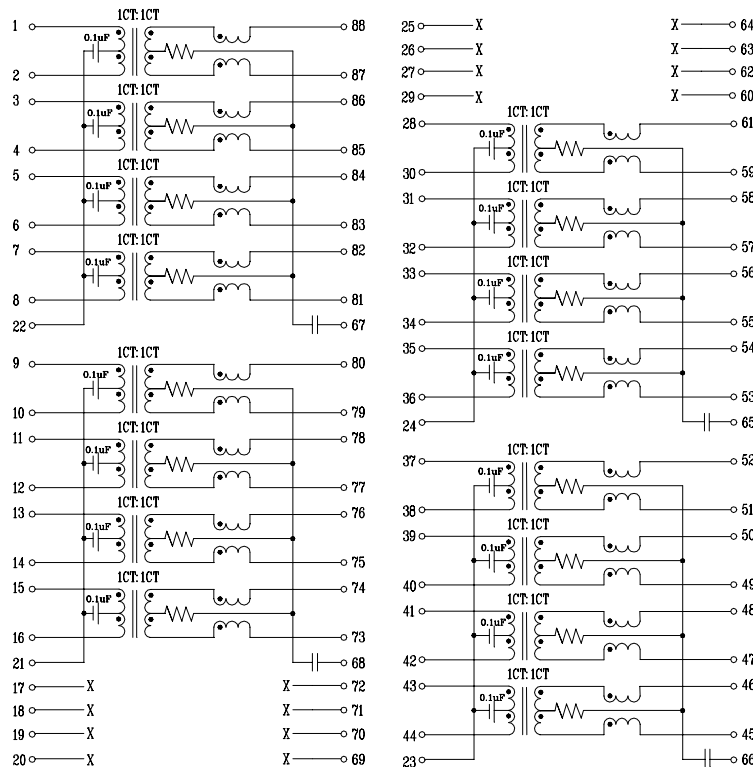 1CT:1CT
1 0.1uF 88
2 87
1CT:1CT
3 0.1uF 86
4 85
1CT:1CT
5 0.1uF 84
6 83
1CT:1CT
7 0.1uF 82
8 81
22 67
1CT:1CT
9 0.1uF 80
10 79
1CT:1CT
11 0.1uF 78
12 77
1CT:1CT
13 0.1uF 76
14 75
1CT:1CT
15 0.1uF 74
16 73
21 68
17 X X 72
18 X X 71
19 X X 70
20 X X 69
25 X X 64
26 X X 63
27 X X 62
29 X X 60
1CT:1CT
28 0.1uF 61
30 59
1CT:1CT
31 0.1uF 58
32 57
1CT:1CT
33 0.1uF 56
34 55
1CT:1CT
35 0.1uF 54
36 53
24 65
1CT:1CT
37 0.1uF 52
38 51
1CT:1CT
39 0.1uF 50
40 49
1CT:1CT
41 0.1uF 48
42 47
1CT:1CT
43 0.1uF 46
44 45
23 66